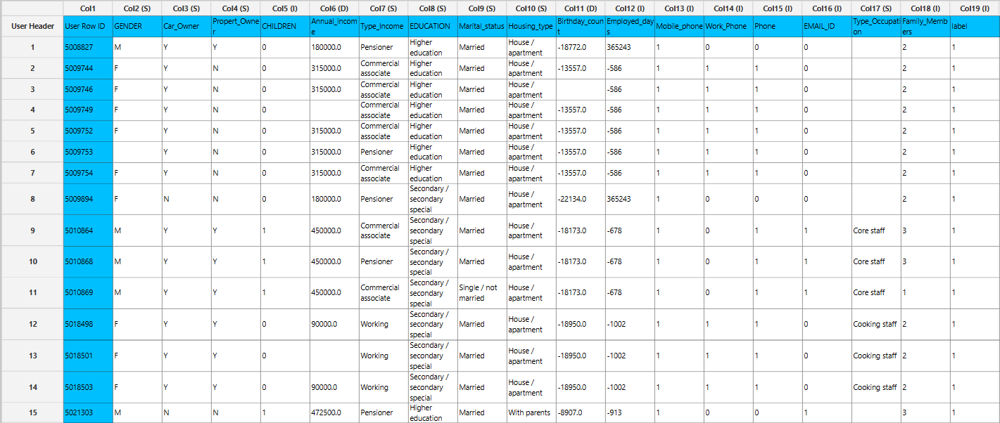 Col1 Col2 (S) Col3 (S) Col4 (S) Col5 (I) Col6 (D) Col7 (S) Col8 (S) Col9 (S) Col10 (S) Col11 (D) Col12 (I) Col13 (I) Col14 (I) Col15 (I) Col16 (I) Col17 (S) Col18 (I) Col19 (I)
User Header User Row ID GENDER Car_Owner Propert_Owner CHILDREN Annual_income Type_Income EDUCATION Marital_status Housing_type Birthday_count Employed_days Mobile_phone Work_Phone Phone EMAIL_ID Type_Occupation Family_Members label
1 5008827 M Y Y 0 180000.0 Pensioner Higher education Married House / apartment -18772.0 365243 1 0 0 0 2 1
2 5009744 F Y N 0 315000.0 Commercial associate Higher education Married House / apartment -13557.0 -586 1 1 1 0 2 1
3 5009746 F Y N 0 315000.0 Commercial associate Higher education Married House / apartment -586 1 1 1 0 2 1
4 5009749 F Y N 0 Commercial associate Higher education Married House / apartment -13557.0 -586 1 1 1 0 2 1
5 5009752 F Y N 0 315000.0 Commercial associate Higher education Married House / apartment -13557.0 -586 1 1 1 0 2 1
6 5009753 Y N 0 315000.0 Pensioner Higher education Married House / apartment -13557.0 -586 1 1 1 0 2 1
7 5009754 F Y N 0 315000.0 Commercial associate Higher education Married House / apartment -13557.0 -586 1 1 1 0 2 1
8 5009894 F N N 0 180000.0 Pensioner Secondary / secondary special Married House / apartment -22134.0 365243 1 0 0 0 2 1
9 5010864 M Y Y 1 450000.0 Commercial associate Secondary / secondary special Married House / apartment -18173.0 -678 1 0 1 1 Core staff 3 1
10 5010868 M Y Y 1 450000.0 Pensioner Secondary / secondary special Married House / apartment -18173.0 -678 1 0 1 1 Core staff 3 1
11 5010869 M Y Y 1 450000.0 Commercial associate Secondary / secondary special Single / not married House / apartment -18173.0 -678 1 0 1 1 Core staff 1 1
12 5018498 F Y Y 0 90000.0 Working Secondary / secondary special Married House / apartment -18950.0 -1002 1 1 1 0 Cooking staff 2 1
13 5018501 F Y Y 0 Working Secondary / secondary special Married House / apartment -18950.0 -1002 1 1 1 0 Cooking staff 2 1
14 5018503 F Y Y 0 90000.0 Working Secondary / secondary special Married House / apartment -18950.0 -1002 1 1 1 0 Cooking staff 2 1
15 5021303 M N N 1 472500.0 Pensioner Higher education Married With parents -8907.0 -913 1 0 0 1 3 1